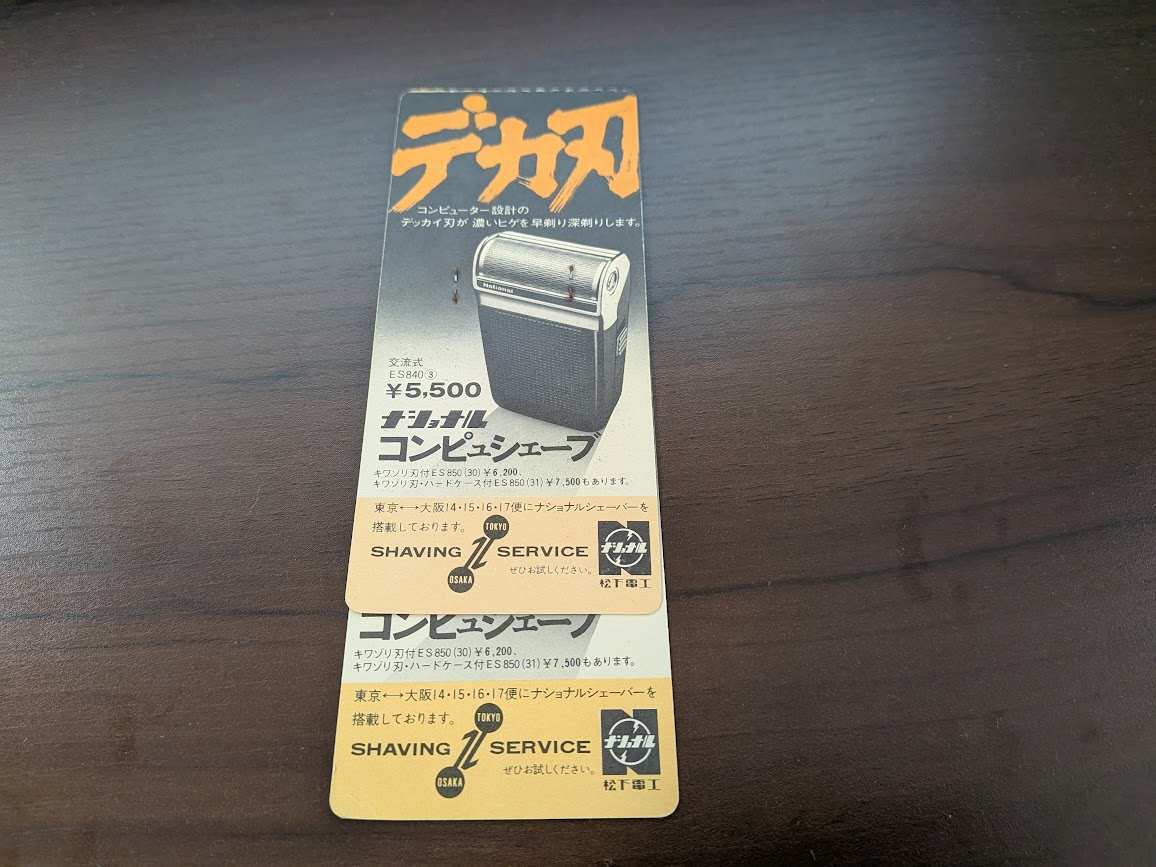 デカ刃
コンピューター設計の
デッカイ刃が 濃いヒゲを早剃り深剃りします。
National
交流式
ES840③
¥5,500
ナショナル
コンピュシェーブ
キワゾリ刃付ES850(30)¥6,200、
キワゾリ刃・ハードケース付ES850(31)¥7,500もあります。
東京←→大阪14・15・16・17便にナショナルシェーバーを
搭載しております。
TOKYO
SHAVING SERVICE
OSAKA
ぜひお試しください。
N
ナショナル
松下電工
コンピュシェーブ
キワゾリ刃付ES850(30)¥6,200、
キワゾリ刃・ハードケース付ES850(31)¥7,500もあります。
東京←→大阪14・15・16・17便にナショナルシェーバーを
搭載しております。
TOKYO
SHAVING SERVICE
OSAKA
ぜひお試しください。
N
ナショナル
松下電工